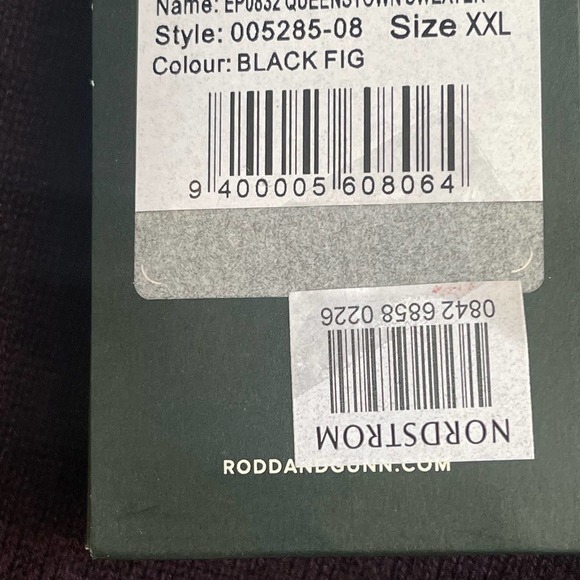 Name: EP0832 QUEENSTOWN SWEATER
Style: 005285-08 Size XXL
Colour: BLACK FIG
9 400005 608064
0842 6858 0226
NORDSTROM
RODDANDGUNN.COM